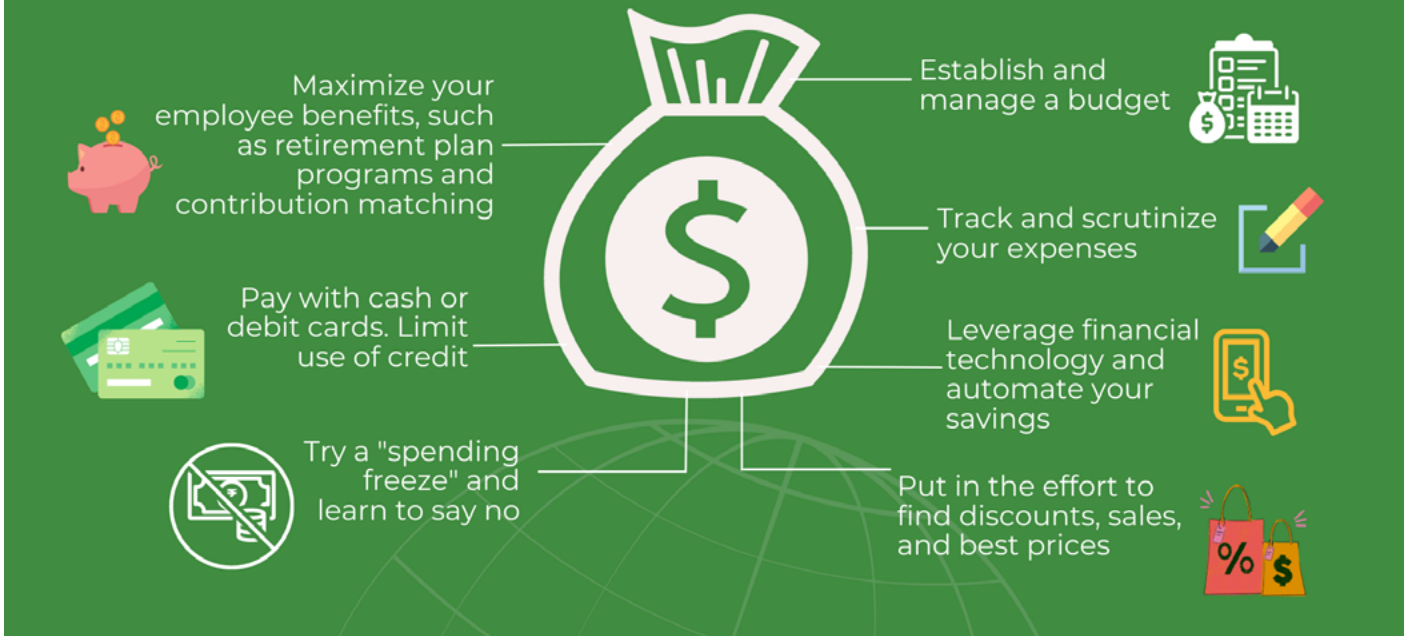 Maximize your
employee benefits, such
as retirement plan
programs and
contribution matching
Pay with cash or
debit cards. Limit
use of credit
Try a "spending
freeze" and
learn to say no
$
Establish and
manage a budget
$
Track and scrutinize
your expenses
Leverage financial
technology and
automate your
savings
$
Put in the effort to
find discounts, sales,
and best prices
% $
₹